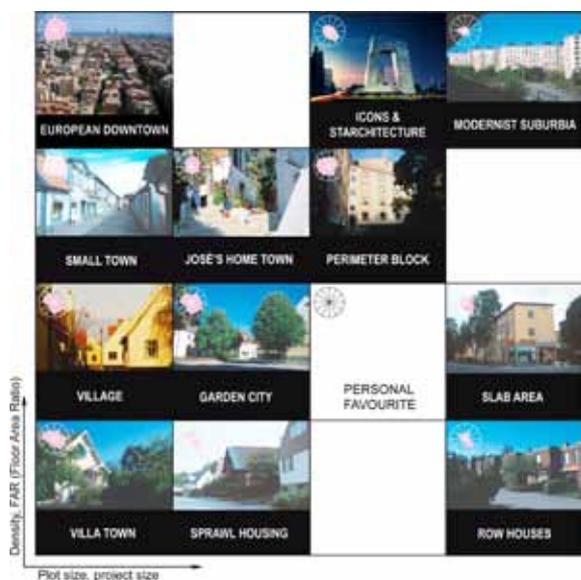 EUROPEAN DOWNTOWN
ICONS &
STARCHITECTURE
MODERNIST SUBURBIA
SMALL TOWN
JOSÉ'S HOME TOWN
PERIMETER BLOCK
VILLAGE
GARDEN CITY
PERSONAL
FAVOURITE
SLAB AREA
VILLA TOWN
SPRAWL HOUSING
ROW HOUSES
Density, FAR (Floor Area Ratio)
Plot size, project size